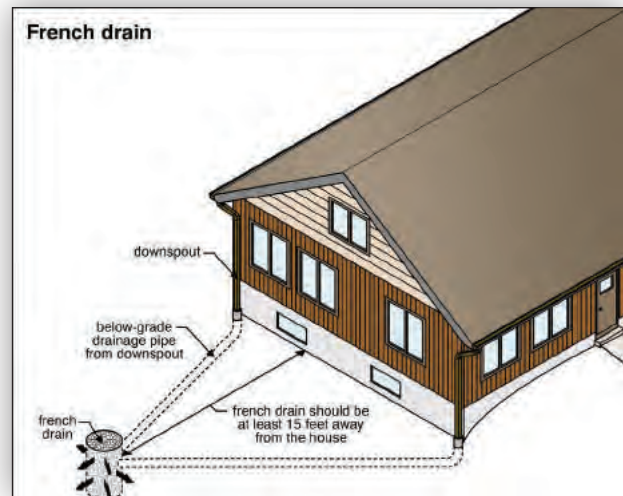 French drain
downspout
below-grade
drainage pipe
from downspout
french drain should be
at least 15 feet away
from the house
french
drain